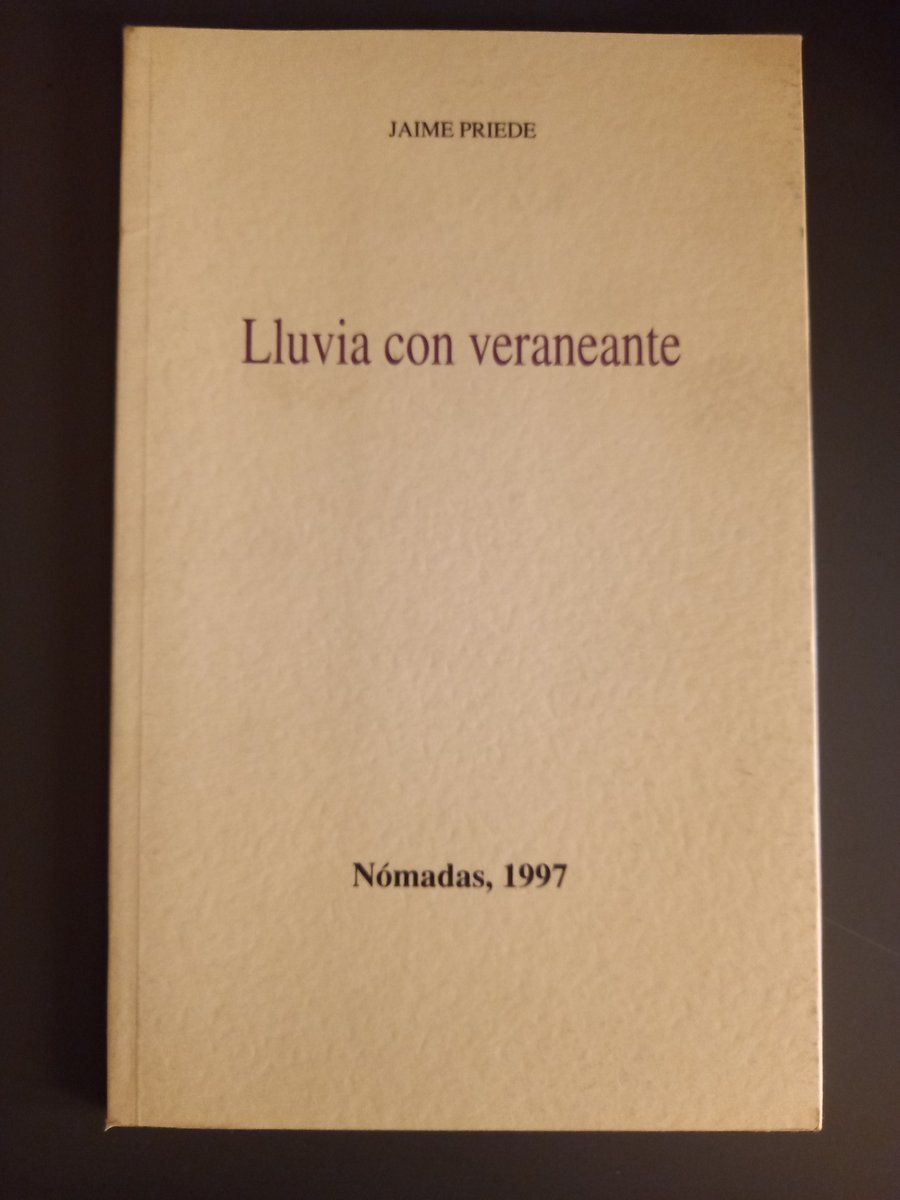 JAIME PRIEDE
Lluvia con veraneante
Nómadas, 1997